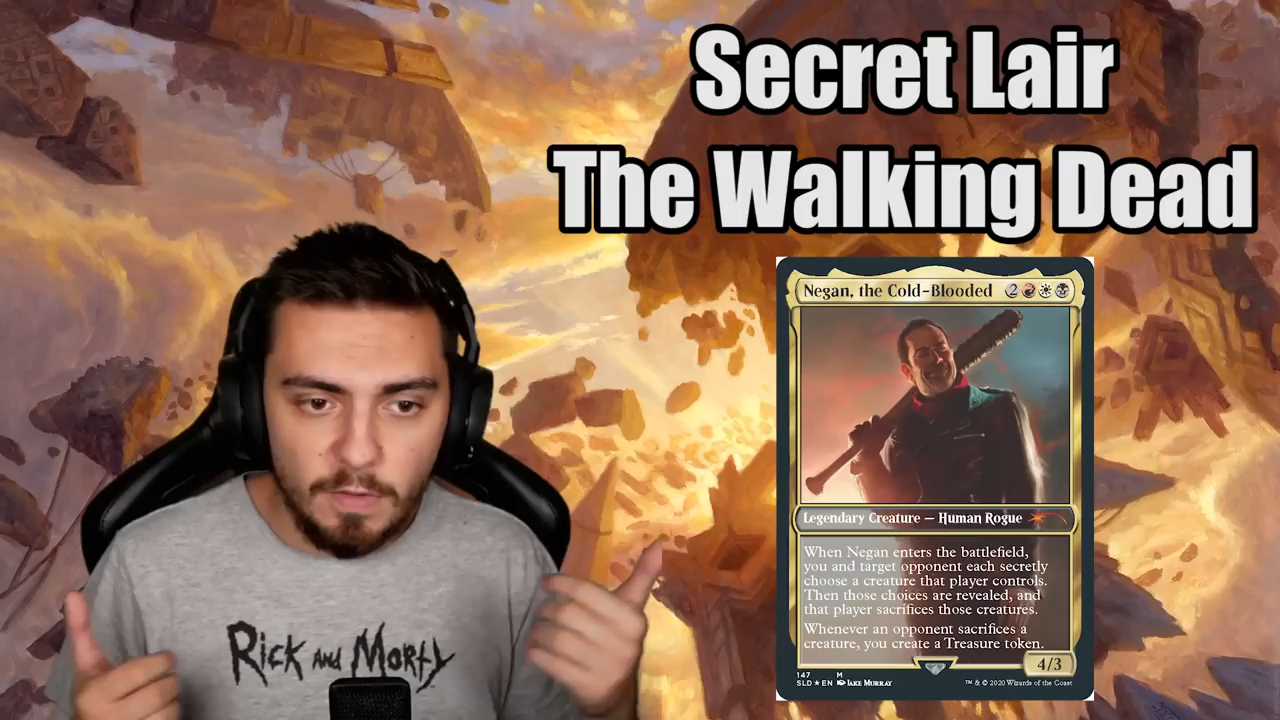 Secret Lair
The Walking Dead
Negan, the Cold-Blooded 2
Legendary Creature — Human Rogue
When Negan enters the battlefield,
you and target opponent each secretly
choose a creature that player controls.
Then those choices are revealed, and
that player sacrifices those creatures.
Whenever an opponent sacrifices a
creature, you create a Treasure token.
4/3
147 M
SLD ★ EN Jake Murray
™ & © 2020 Wizards of the Coast
Rick and Morty